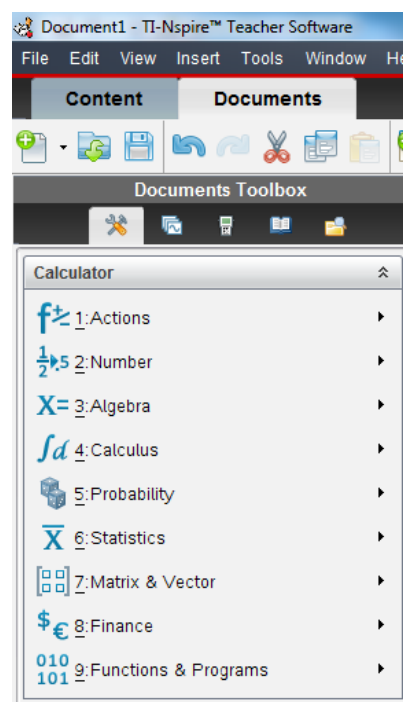 Document1 - TI-Nspire™ Teacher Software
File Edit View Insert Tools Window
Content Documents
Documents Toolbox
Calculator
1:Actions
2:Number
3:Algebra
4:Calculus
5:Probability
6:Statistics
7:Matrix & Vector
8:Finance
9:Functions & Programs